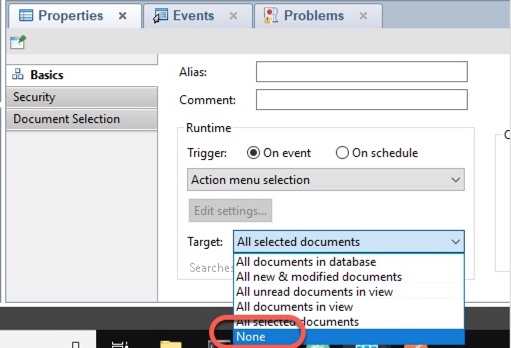 Properties
Events
Problems
Basics
Security
Document Selection
Alias:
Comment:
Runtime
Trigger: On event On schedule
Action menu selection
Edit settings...
Target: All selected documents
Searches
All documents in database
All new & modified documents
All unread documents in view
All documents in view
All selected documents
None